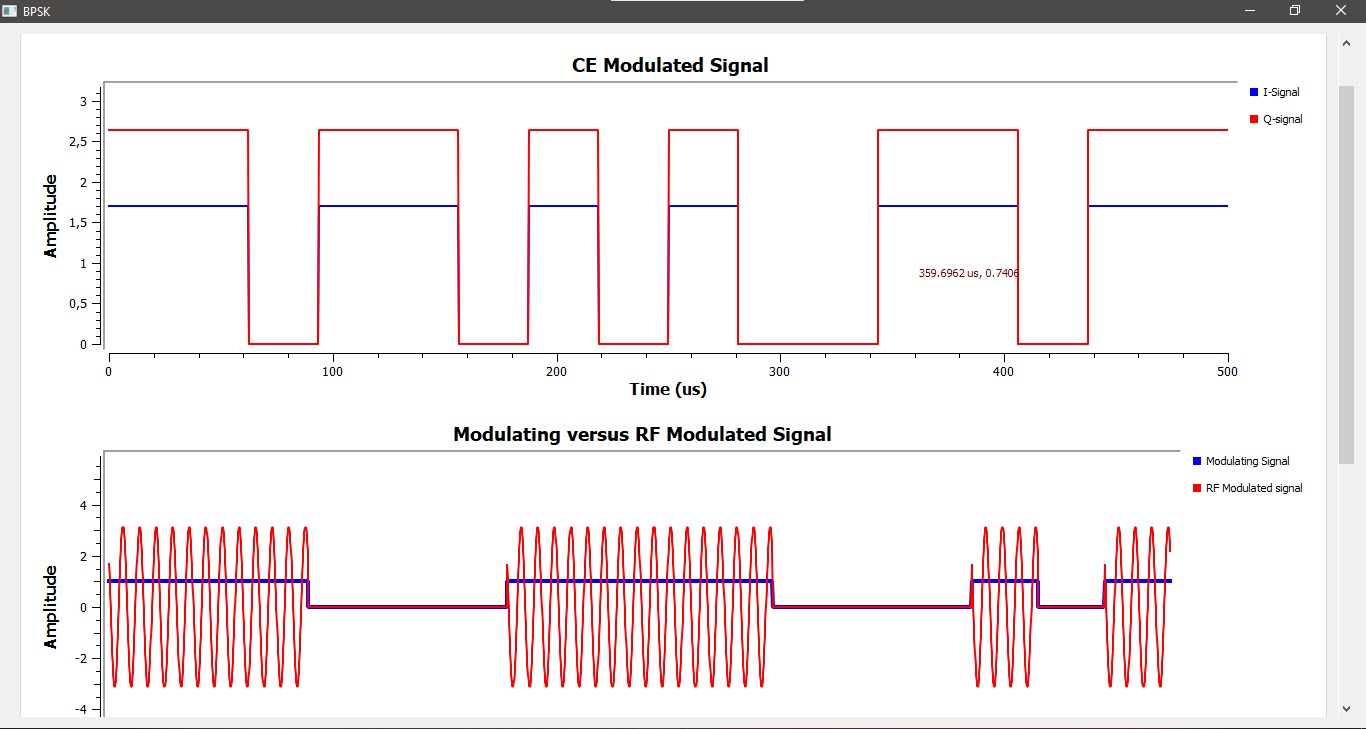 BPSK
CE Modulated Signal
I-Signal
Q-signal
Amplitude
3
2,5
2
1,5
1
0,5
0
359.6962 us, 0.7406
0 100 200 300 400 500
Time (us)
Modulating versus RF Modulated Signal
Modulating Signal
RF Modulated signal
Amplitude
4
2
0
-2
-4